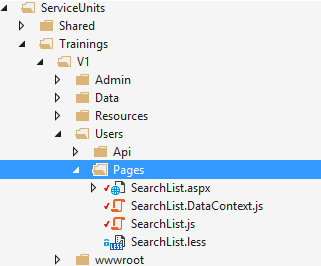 ServiceUnits
Shared
Trainings
V1
Admin
Data
Resources
Users
Api
Pages
SearchList.aspx
SearchList.DataContext.js
SearchList.js
SearchList.less
wwwroot